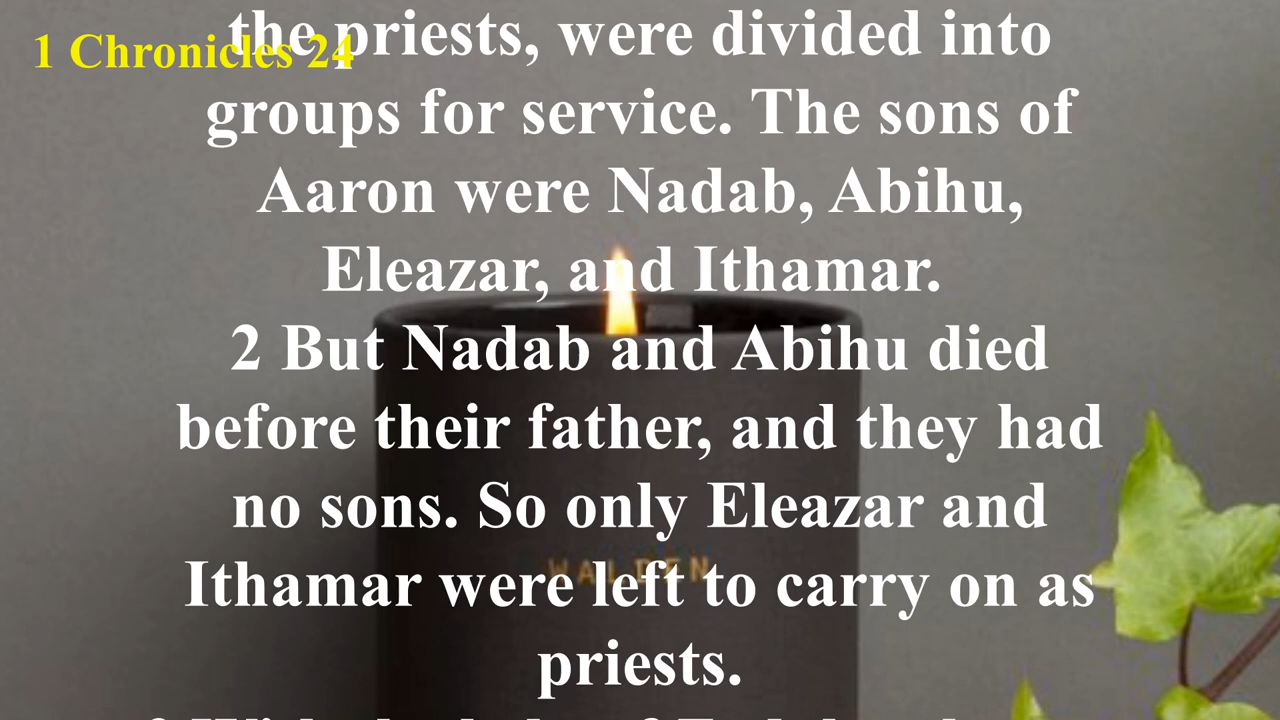 1 Chronicles 24
the priests, were divided into
groups for service. The sons of
Aaron were Nadab, Abihu,
Eleazar, and Ithamar.
2 But Nadab and Abihu died
before their father, and they had
no sons. So only Eleazar and
Ithamar were left to carry on as
priests.
WALDEN